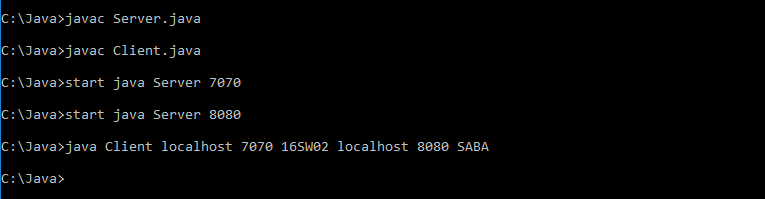 C:\Java>javac Server.java
C:\Java>javac Client.java
C:\Java>start java Server 7070
C:\Java>start java Server 8080
C:\Java>java Client localhost 7070 16SW02 localhost 8080 SABA
C:\Java>